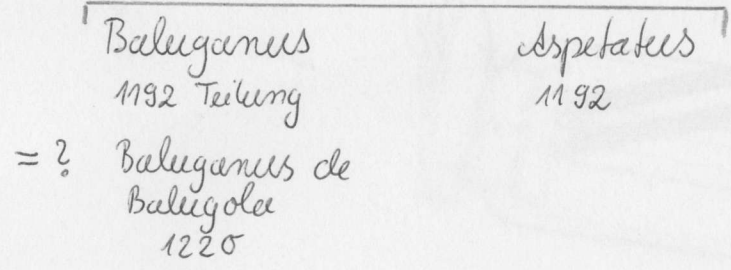 Baluganus Aspetatus
1192 Teilung 1192
= ? Baluganus de
Balugola
1220